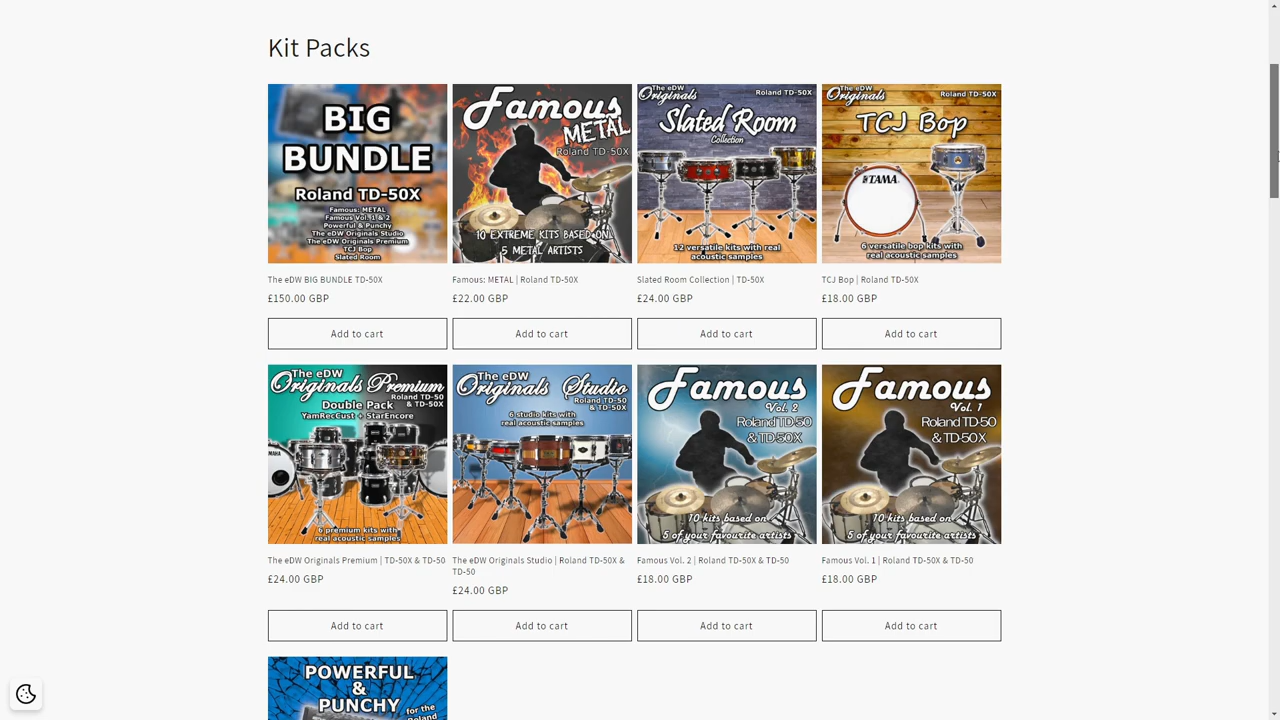 Kit Packs
BIG
BUNDLE
Roland TD-50X
Famous: METAL
Famous Vol. 1 & 2
Powerful & Punchy
The eDW Originals Studio
The eDW Originals Premium
TCJ Bop
Slated Room
Famous
METAL
Roland TD-50X
10 EXTREME KITS BASED ON
5 METAL ARTISTS
The eDW
Originals
Roland TD-50X
Slated Room
Collection
12 versatile kits with real
acoustic samples
The eDW
Originals
Roland TD-50X
TCJ Bop
TAMA
6 versatile bop kits with
real acoustic samples
The eDW BIG BUNDLE TD-50X
£150.00 GBP
Add to cart
Famous: METAL | Roland TD-50X
£22.00 GBP
Add to cart
Slated Room Collection | TD-50X
£24.00 GBP
Add to cart
TCJ Bop | Roland TD-50X
£18.00 GBP
Add to cart
The eDW
Originals Premium
Roland TD-50
& TD-50X
Double Pack
YamRecCust + StarEncore
6 premium kits with
real acoustic samples
The eDW
Originals Studio
Roland TD-50
& TD-50X
6 studio kits with
real acoustic samples
Famous
Vol. 2
Roland TD-50
& TD-50X
10 kits based on
5 of your favourite artists
Famous
Vol. 1
Roland TD-50
& TD-50X
10 kits based on
5 of your favourite artists
The eDW Originals Premium | TD-50X & TD-50
£24.00 GBP
Add to cart
The eDW Originals Studio | Roland TD-50X &
TD-50
£24.00 GBP
Add to cart
Famous Vol. 2 | Roland TD-50X & TD-50
£18.00 GBP
Add to cart
Famous Vol. 1 | Roland TD-50X & TD-50
£18.00 GBP
Add to cart
POWERFUL
&
PUNCHY
for the
Roland